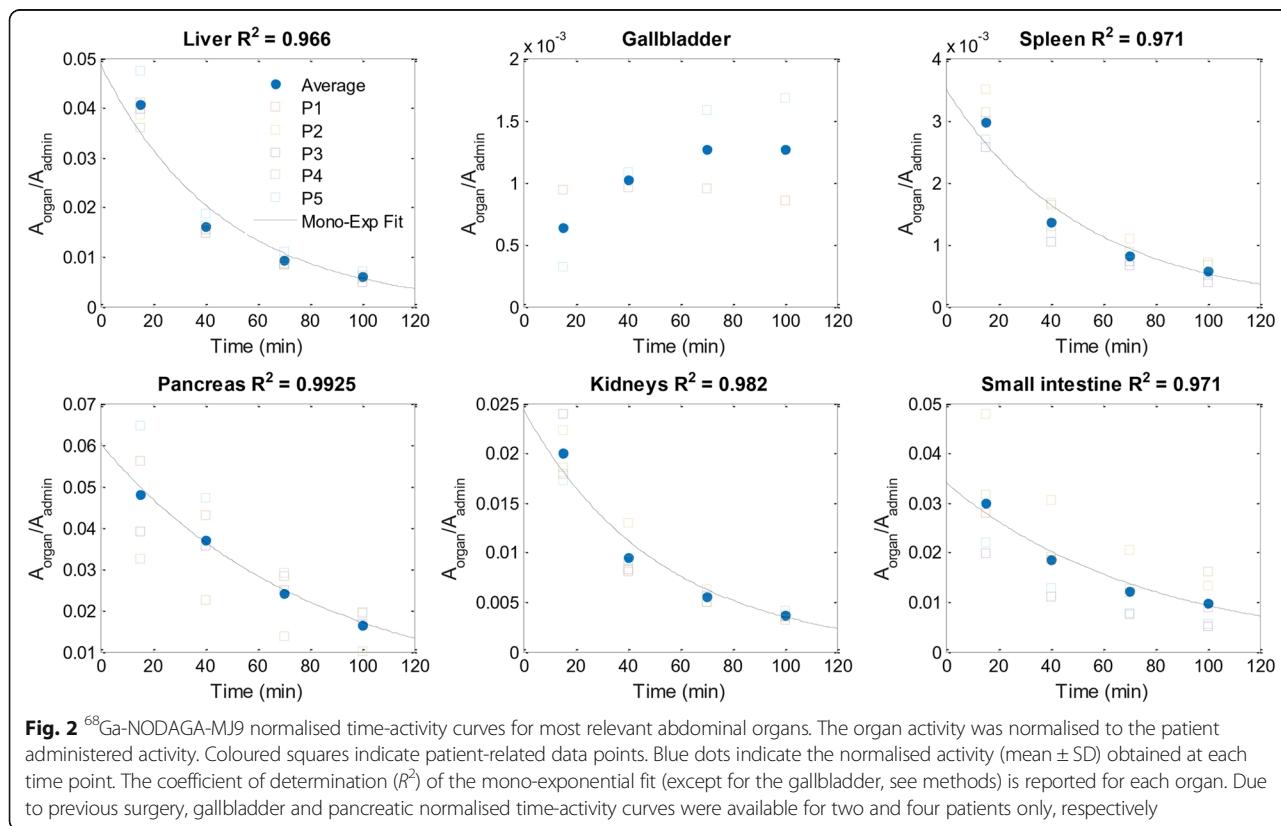 Liver R² = 0.966
A_organ/A_admin
0.05
0.04
0.03
0.02
0.01
0
0 20 40 60 80 100 120
Time (min)
Average
P1
P2
P3
P4
P5
Mono-Exp Fit
Gallbladder
× 10⁻³
A_organ/A_admin
2
1.5
1
0.5
0
0 20 40 60 80 100 120
Time (min)
Spleen R² = 0.971
× 10⁻³
A_organ/A_admin
4
3
2
1
0
0 20 40 60 80 100 120
Time (min)
Pancreas R² = 0.9925
A_organ/A_admin
0.07
0.06
0.05
0.04
0.03
0.02
0.01
0 20 40 60 80 100 120
Time (min)
Kidneys R² = 0.982
A_organ/A_admin
0.025
0.02
0.015
0.01
0.005
0
0 20 40 60 80 100 120
Time (min)
Small intestine R² = 0.971
A_organ/A_admin
0.05
0.04
0.03
0.02
0.01
0
0 20 40 60 80 100 120
Time (min)
Fig. 2 ⁶⁸Ga-NODAGA-MJ9 normalised time-activity curves for most relevant abdominal organs. The organ activity was normalised to the patient
administered activity. Coloured squares indicate patient-related data points. Blue dots indicate the normalised activity (mean ± SD) obtained at each
time point. The coefficient of determination (R²) of the mono-exponential fit (except for the gallbladder, see methods) is reported for each organ. Due
to previous surgery, gallbladder and pancreatic normalised time-activity curves were available for two and four patients only, respectively